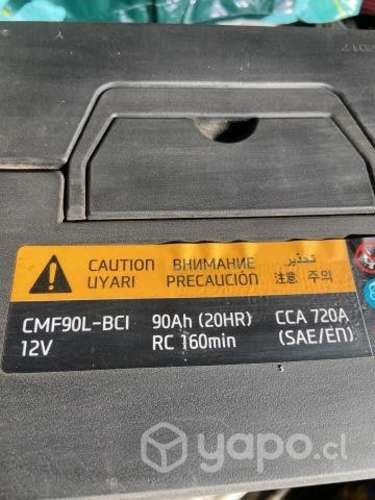 CAUTION ВНИМАНИЕ تحذير
UYARI PRECAUCIÓN 注意 주의
CMF90L-BCI 90Ah (20HR) CCA 720A
12V RC 160min (SAE/EN)
yapo.cl